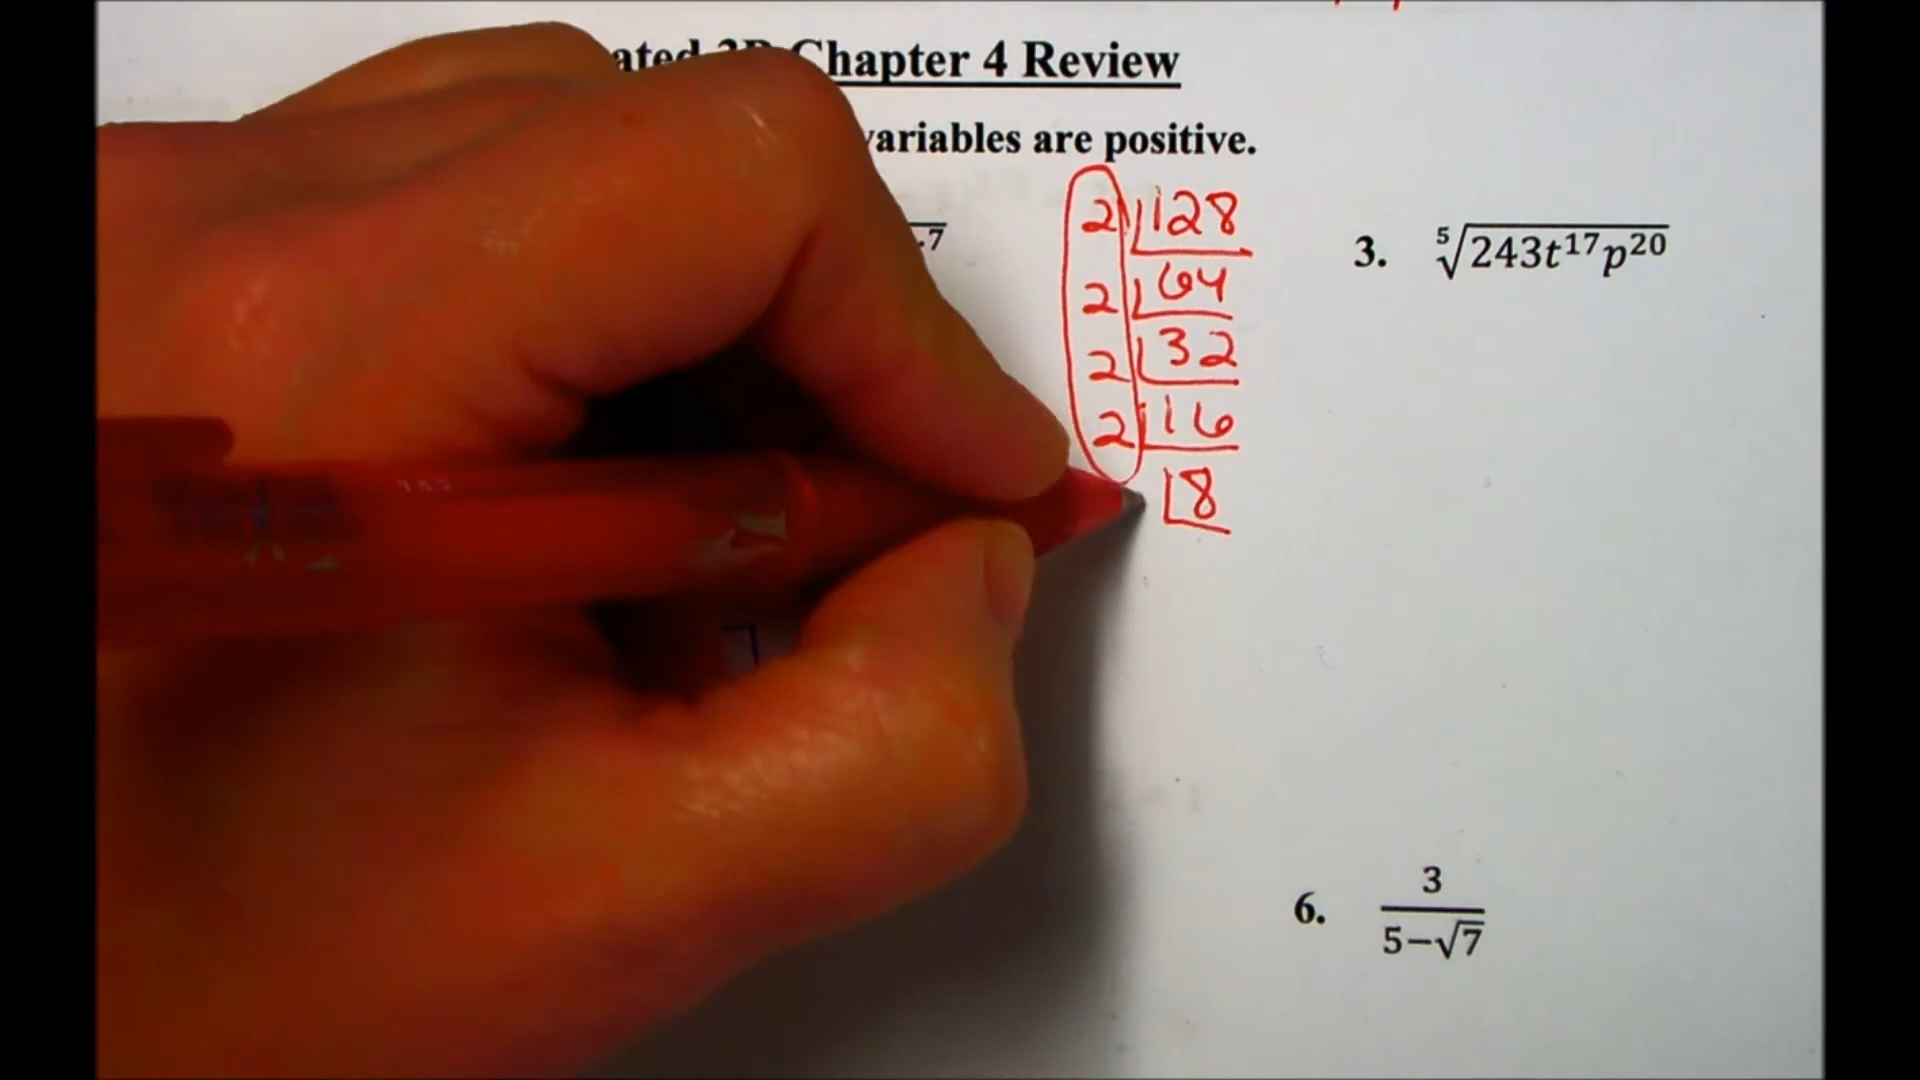 Chapter 4 Review
variables are positive.
2 128
2 64
2 32
2 16
8
3. ⁵√243t¹⁷p²⁰
6. 3/(5−√7)